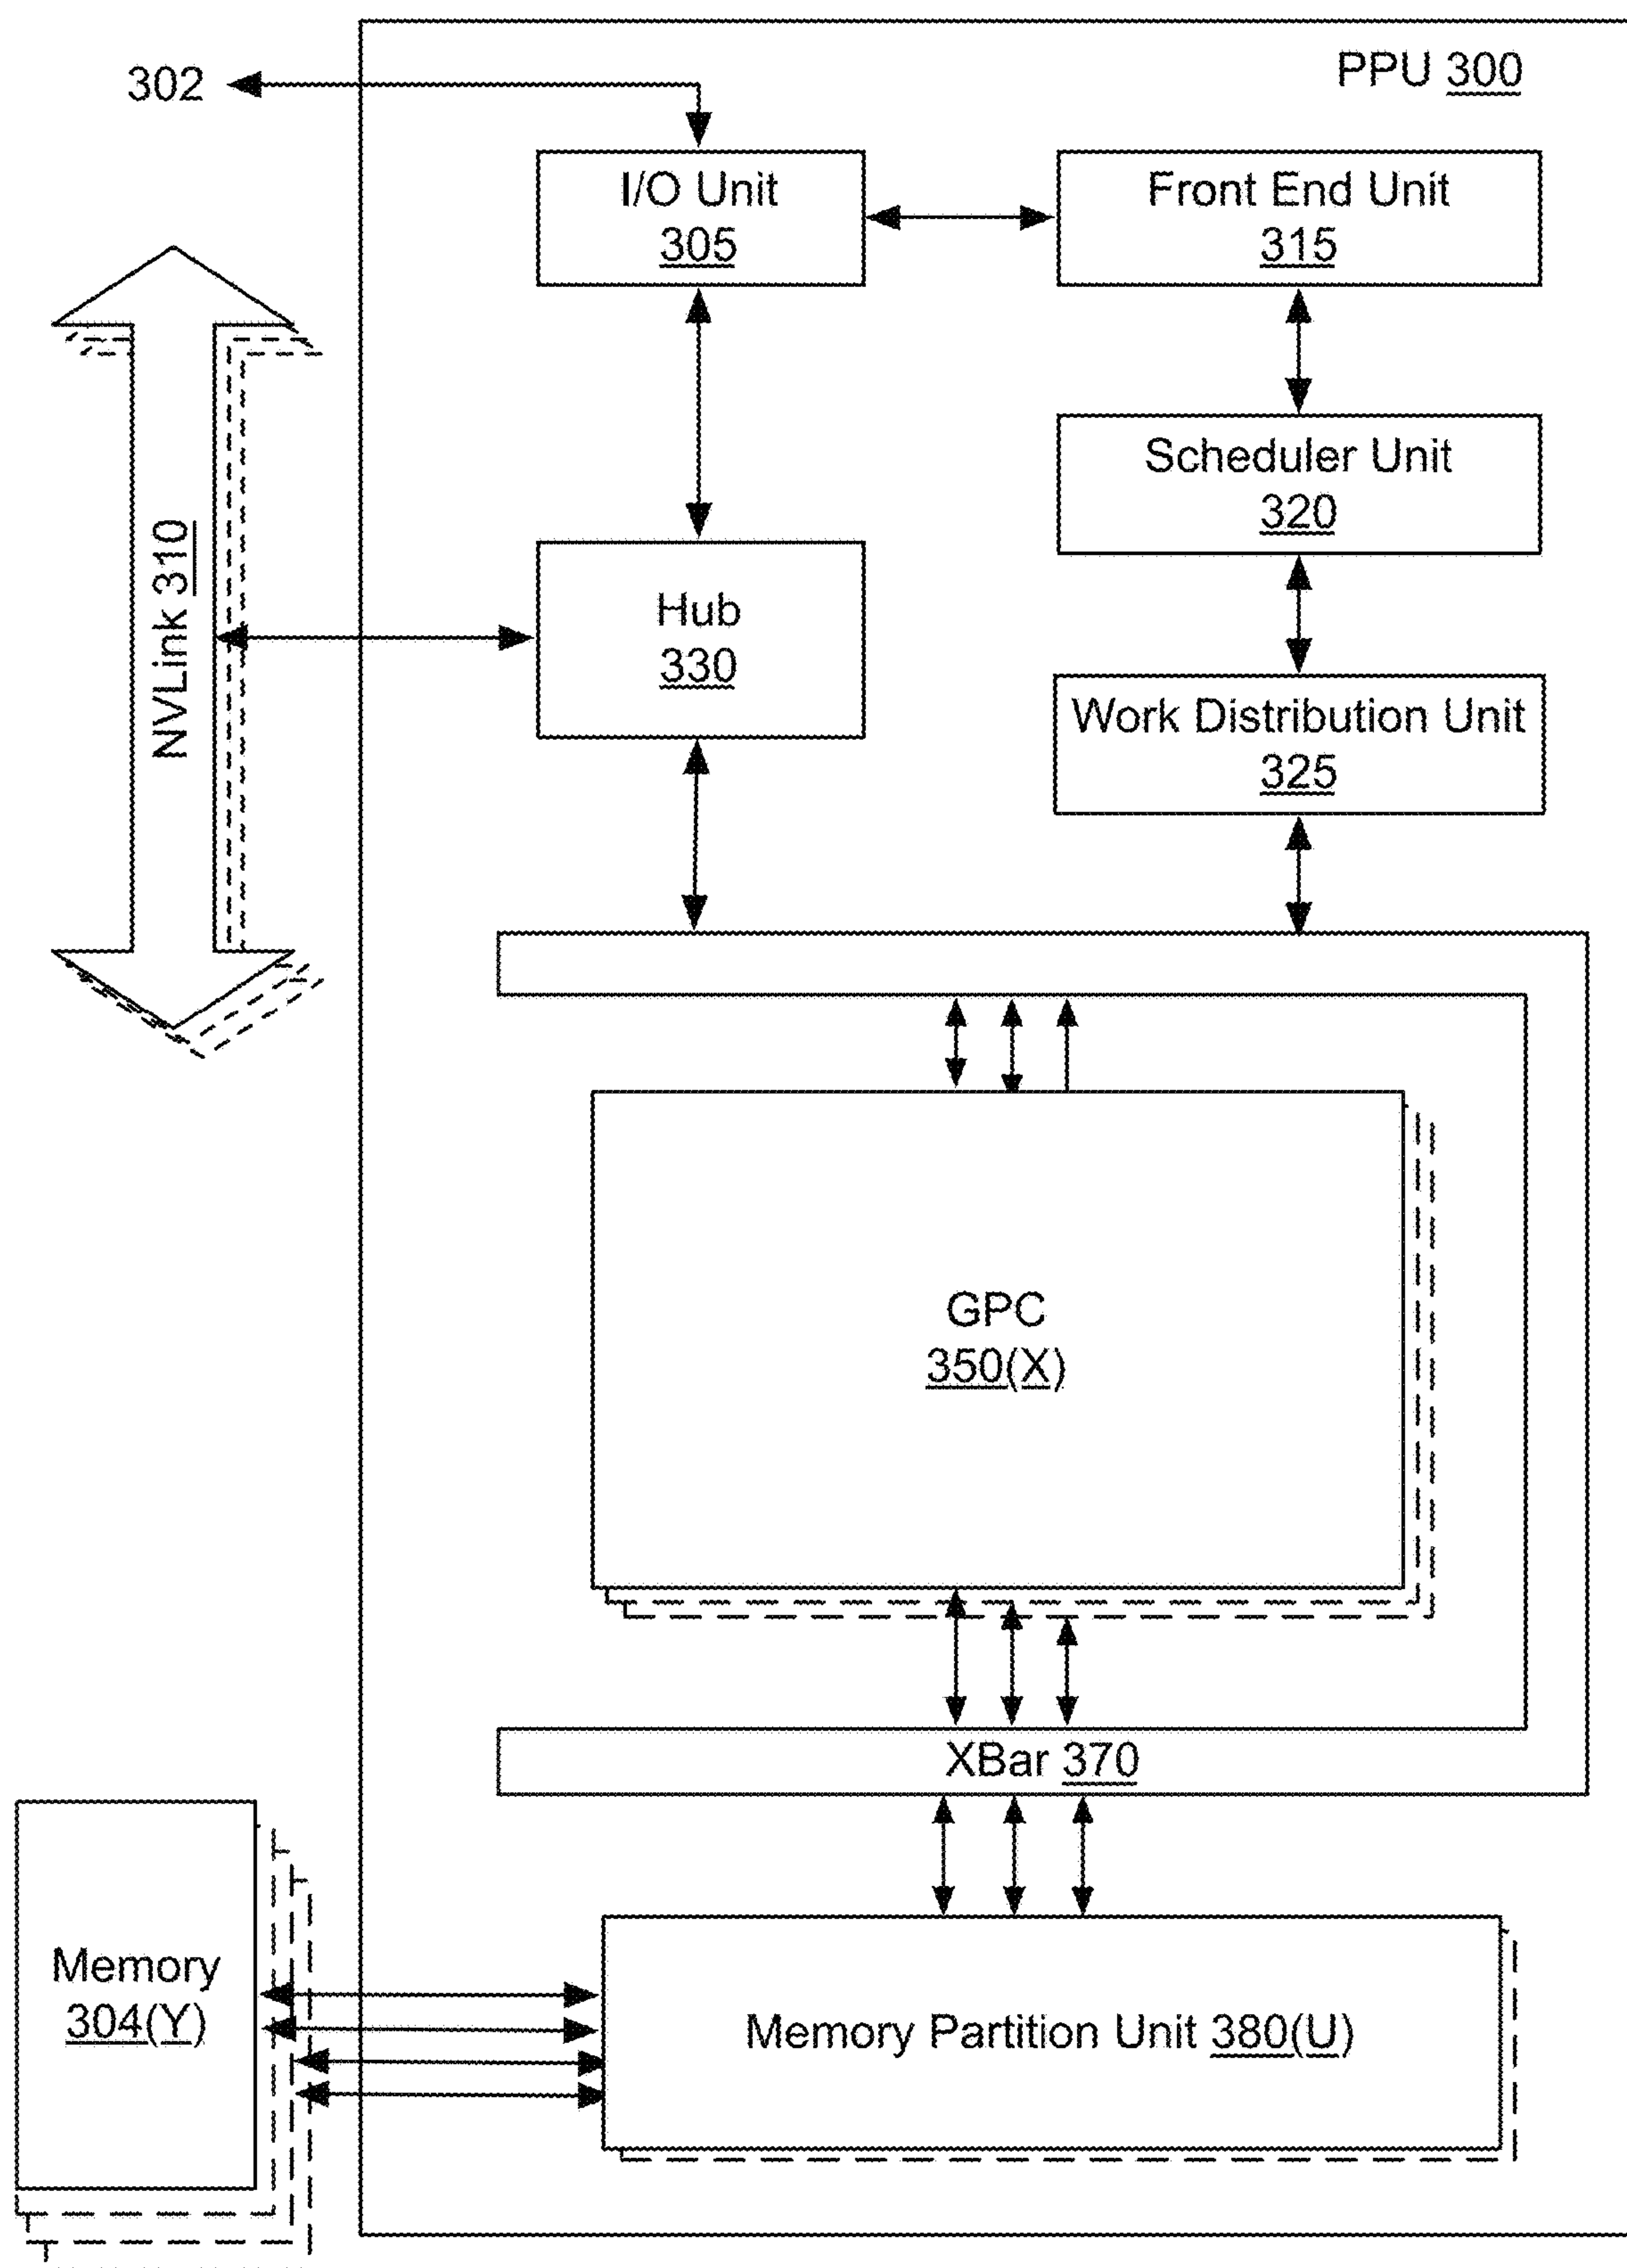 PPU 300
302
I/O Unit
305
Front End Unit
315
Scheduler Unit
320
NVLink 310
Hub
330
Work Distribution Unit
325
GPC
350(X)
XBar 370
Memory
304(Y)
Memory Partition Unit 380(U)